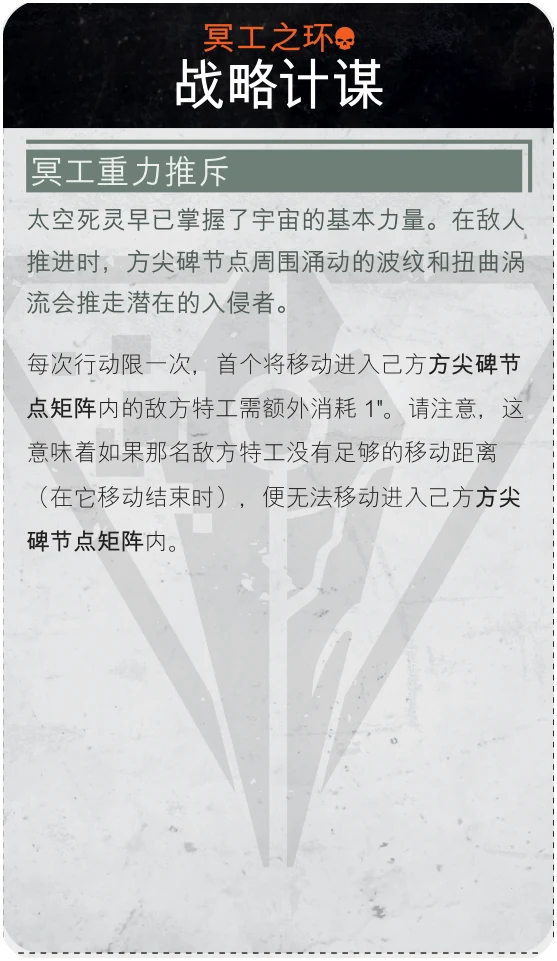 冥工之环
战略计谋
冥工重力推斥
太空死灵早已掌握了宇宙的基本力量。在敌人
推进时，方尖碑节点周围涌动的波纹和扭曲涡
流会推走潜在的入侵者。
每次行动限一次，首个将移动进入己方方尖碑节
点矩阵内的敌方特工需额外消耗 1"。请注意，这
意味着如果那名敌方特工没有足够的移动距离
（在它移动结束时），便无法移动进入己方方尖
碑节点矩阵内。